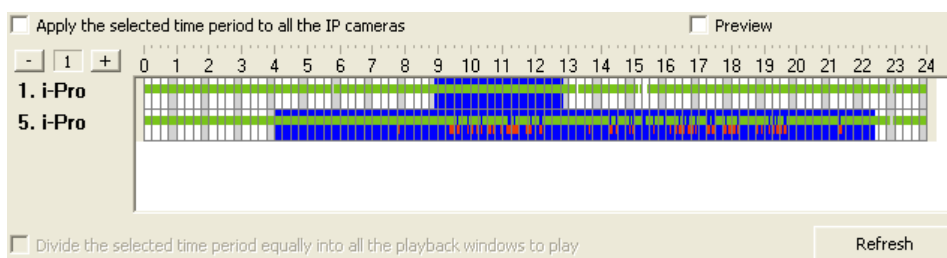 Apply the selected time period to all the IP cameras Preview
- 1 + 0 1 2 3 4 5 6 7 8 9 10 11 12 13 14 15 16 17 18 19 20 21 22 23 24
1. i-Pro
5. i-Pro
Divide the selected time period equally into all the playback windows to play Refresh